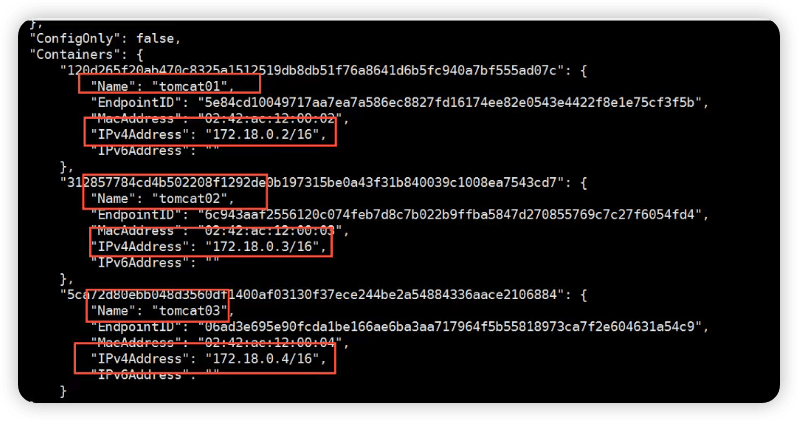 },
"ConfigOnly": false,
"Containers": {
"120d265f20ab470c8325a1512519db8db51f76a8641d6b5fc940a7bf555ad07c": {
"Name": "tomcat01",
"EndpointID": "5e84cd10049717aa7ea7a586ec8827fd16174ee82e0543e4422f8e1e75cf3f5b",
"MacAddress": "02:42:ac:12:00:02",
"IPv4Address": "172.18.0.2/16",
"IPv6Address": ""
},
"312857784cd4b502208f1292de0b197315be0a43f31b840039c1008ea7543cd7": {
"Name": "tomcat02",
"EndpointID": "6c943aaf2556120c074feb7d8c7b022b9ffba5847d270855769c7c27f6054fd4",
"MacAddress": "02:42:ac:12:00:03",
"IPv4Address": "172.18.0.3/16",
"IPv6Address": ""
},
"5ca72d80ebb048d3560df1400af03130f37ece244be2a54884336aace2106884": {
"Name": "tomcat03",
"EndpointID": "06ad3e695e90fcda1be166ae6ba3aa717964f5b55818973ca7f2e604631a54c9",
"MacAddress": "02:42:ac:12:00:04",
"IPv4Address": "172.18.0.4/16",
"IPv6Address": ""
}